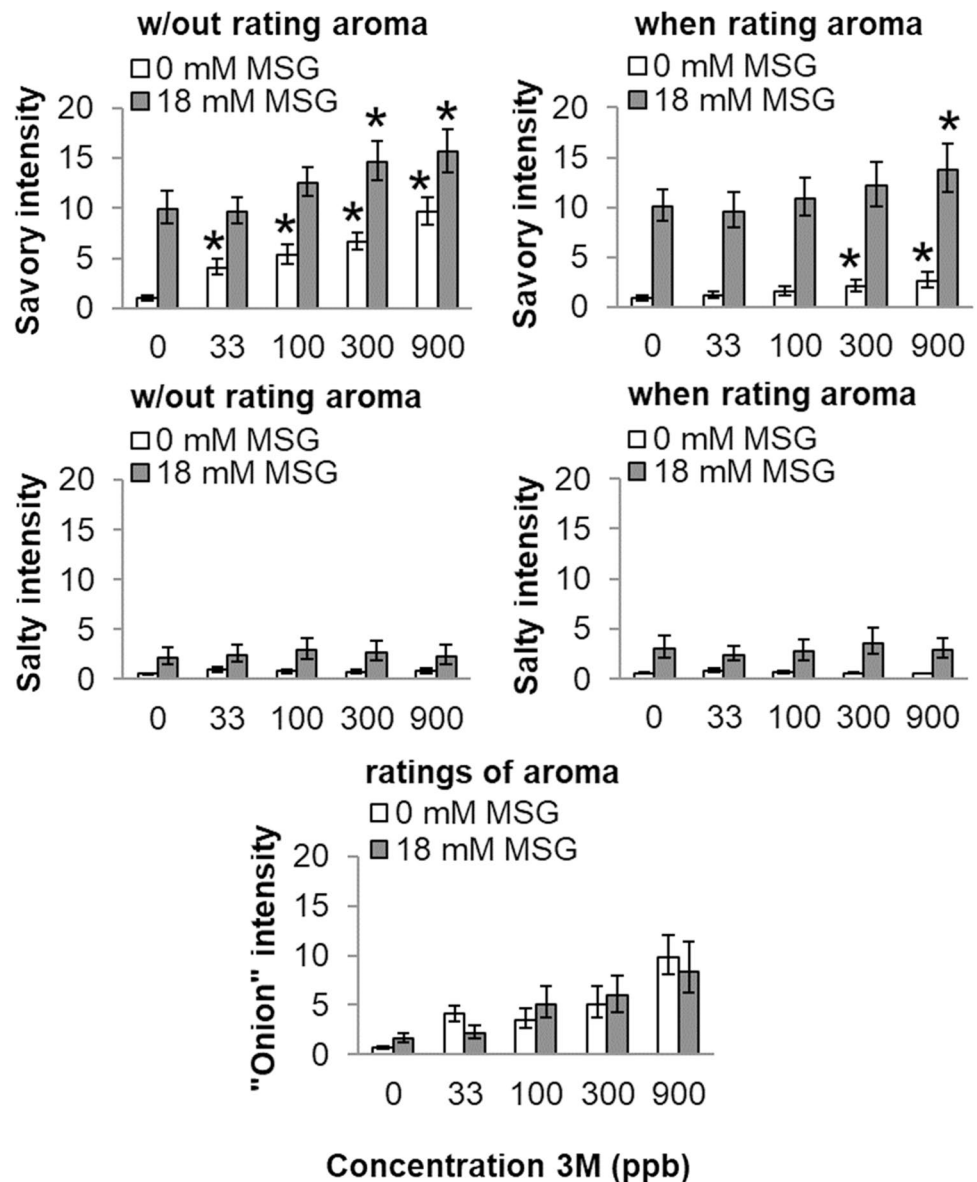 w/out rating aroma
0 mM MSG
18 mM MSG
Savory intensity
20
15
10
5
0
* * * * * *
0 33 100 300 900
when rating aroma
0 mM MSG
18 mM MSG
Savory intensity
20
15
10
5
0
* * *
0 33 100 300 900
w/out rating aroma
0 mM MSG
18 mM MSG
Salty intensity
20
15
10
5
0
0 33 100 300 900
when rating aroma
0 mM MSG
18 mM MSG
Salty intensity
20
15
10
5
0
0 33 100 300 900
ratings of aroma
0 mM MSG
18 mM MSG
"Onion" intensity
20
15
10
5
0
0 33 100 300 900
Concentration 3M (ppb)